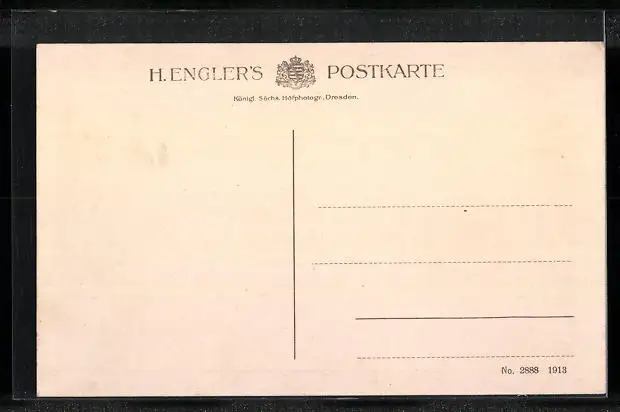 H. ENGLER'S POSTKARTE
Königl. Sächs. Hofphotogr., Dresden.
No. 2888 1913